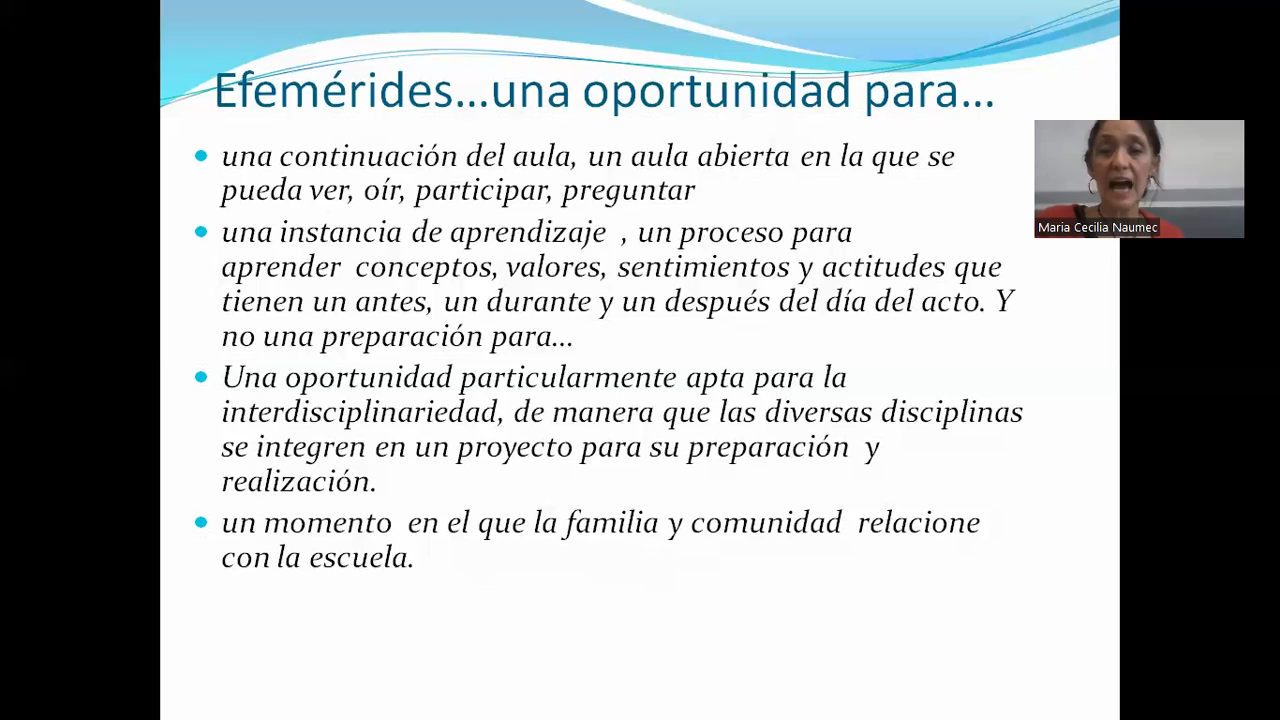 Efemérides...una oportunidad para...
una continuación del aula, un aula abierta en la que se
pueda ver, oír, participar, preguntar
una instancia de aprendizaje , un proceso para
aprender conceptos, valores, sentimientos y actitudes que
tienen un antes, un durante y un después del día del acto. Y
no una preparación para...
Una oportunidad particularmente apta para la
interdisciplinariedad, de manera que las diversas disciplinas
se integren en un proyecto para su preparación y
realización.
un momento en el que la familia y comunidad relacione
con la escuela.
Maria Cecilia Naumec